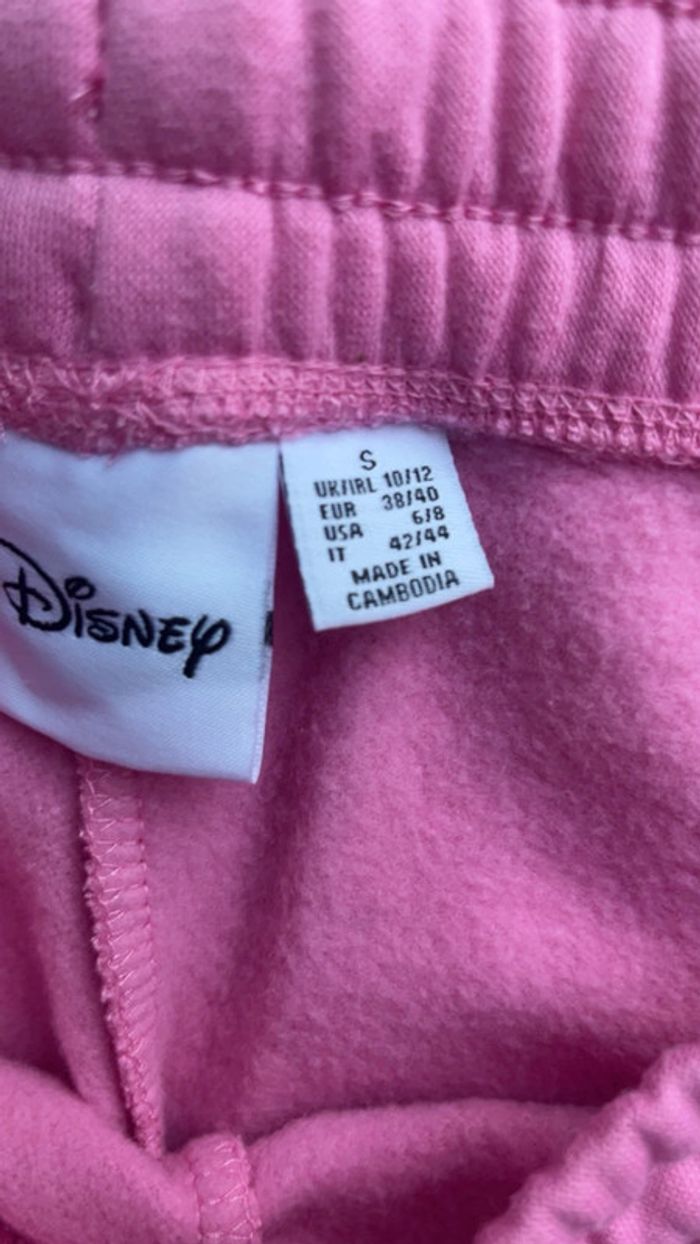 Disney
S
UK/IRL 10/12
EUR 38/40
USA 6/8
IT 42/44
MADE IN
CAMBODIA